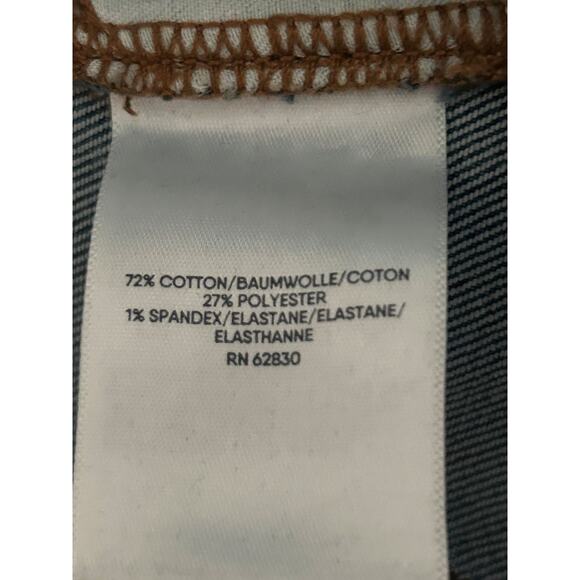 72% COTTON/BAUMWOLLE/COTON
27% POLYESTER
1% SPANDEX/ELASTANE/ELASTANE/
ELASTHANNE
RN 62830